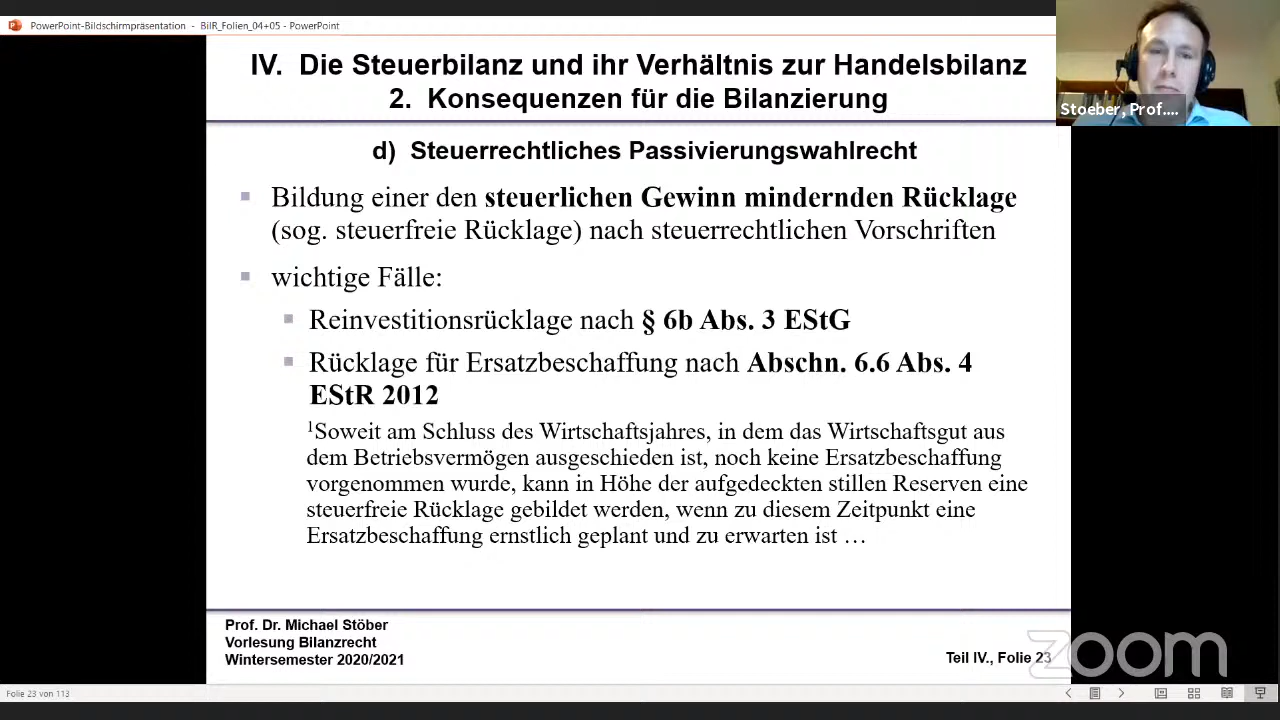 PowerPoint-Bildschirmpräsentation - BilR_Folien_04+05 - PowerPoint
IV. Die Steuerbilanz und ihr Verhältnis zur Handelsbilanz
2. Konsequenzen für die Bilanzierung
Stoeber, Prof....
d) Steuerrechtliches Passivierungswahlrecht
Bildung einer den steuerlichen Gewinn mindernden Rücklage
(sog. steuerfreie Rücklage) nach steuerrechtlichen Vorschriften
wichtige Fälle:
Reinvestitionsrücklage nach § 6b Abs. 3 EStG
Rücklage für Ersatzbeschaffung nach Abschn. 6.6 Abs. 4
EStR 2012
¹Soweit am Schluss des Wirtschaftsjahres, in dem das Wirtschaftsgut aus
dem Betriebsvermögen ausgeschieden ist, noch keine Ersatzbeschaffung
vorgenommen wurde, kann in Höhe der aufgedeckten stillen Reserven eine
steuerfreie Rücklage gebildet werden, wenn zu diesem Zeitpunkt eine
Ersatzbeschaffung ernstlich geplant und zu erwarten ist …
Prof. Dr. Michael Stöber
Vorlesung Bilanzrecht
Wintersemester 2020/2021
Teil IV., Folie 23
zoom
Folie 23 von 113